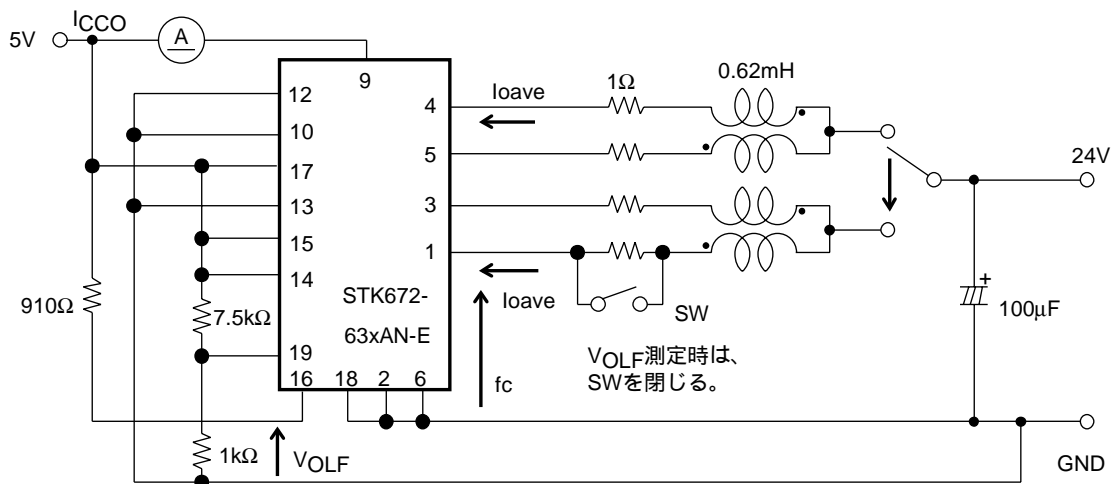 ICCO
5V
A
9
12
10
17
13
15
14
19
16
18
2
6
4
5
3
1
STK672-
63xAN-E
Ioave
1Ω
0.62mH
24V
Ioave
SW
fc
VOLF測定時は、
SWを閉じる。
+
100µF
910Ω
7.5kΩ
1kΩ
VOLF
GND